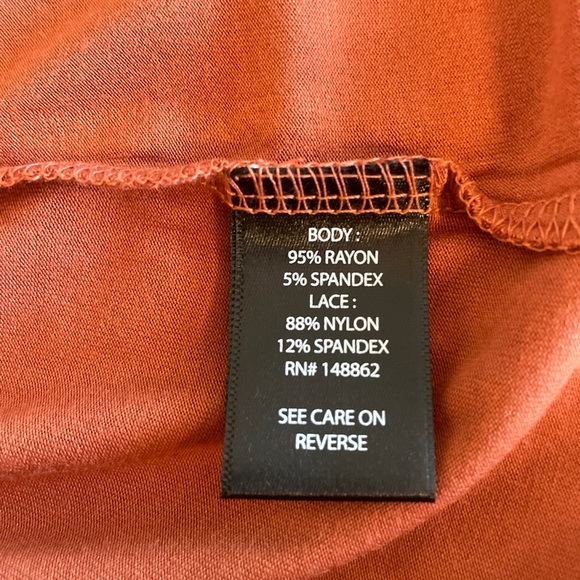 BODY :
95% RAYON
5% SPANDEX
LACE :
88% NYLON
12% SPANDEX
RN# 148862
SEE CARE ON
REVERSE